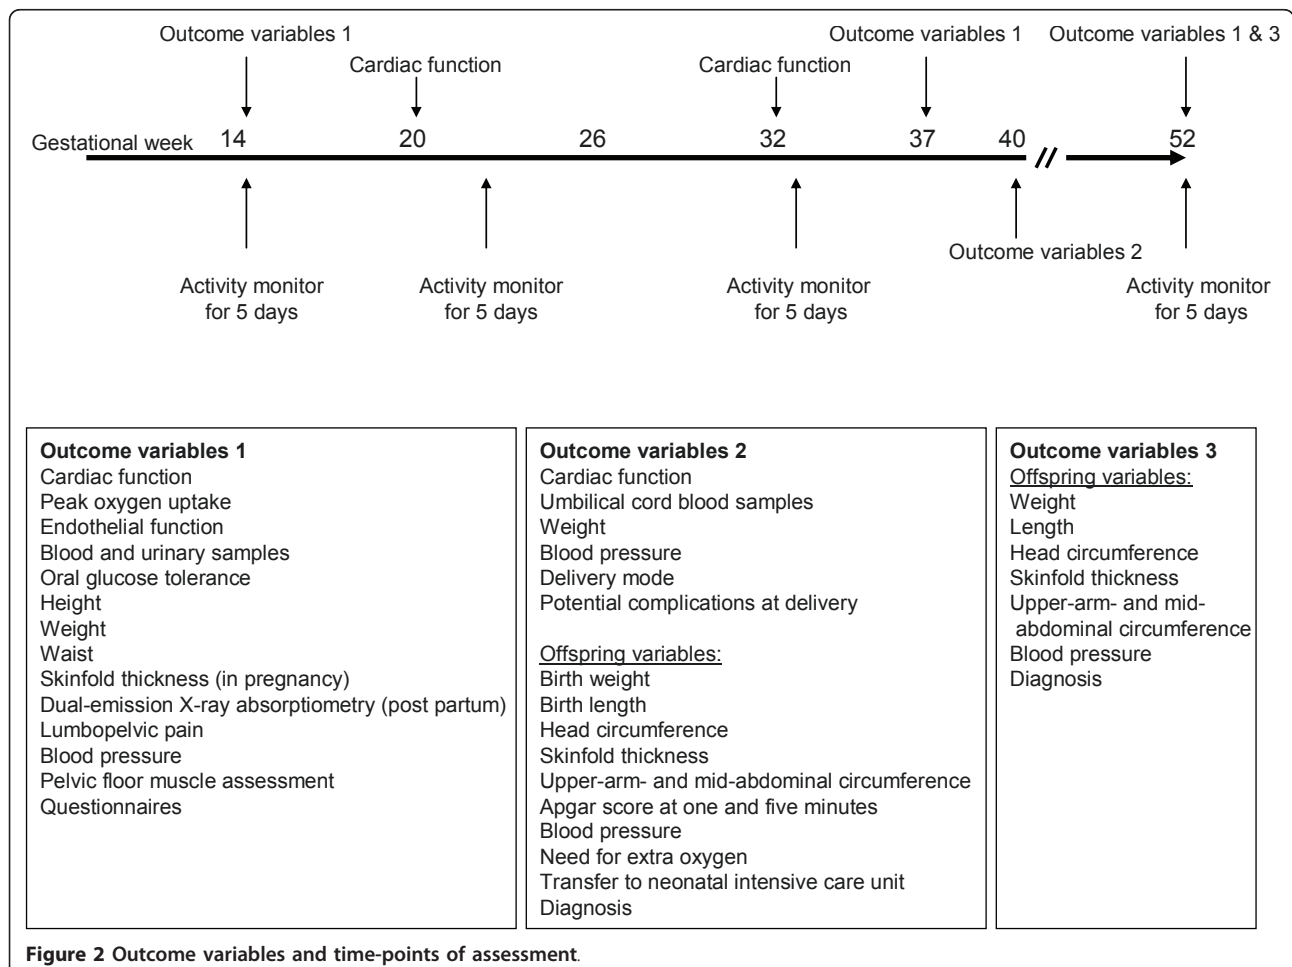 Outcome variables 1
Outcome variables 1
Outcome variables 1 & 3
Cardiac function
Cardiac function
Gestational week 14 20 26 32 37 40 // 52
Outcome variables 2
Activity monitor
for 5 days
Activity monitor
for 5 days
Activity monitor
for 5 days
Activity monitor
for 5 days
Outcome variables 1
Cardiac function
Peak oxygen uptake
Endothelial function
Blood and urinary samples
Oral glucose tolerance
Height
Weight
Waist
Skinfold thickness (in pregnancy)
Dual-emission X-ray absorptiometry (post partum)
Lumbopelvic pain
Blood pressure
Pelvic floor muscle assessment
Questionnaires
Outcome variables 2
Cardiac function
Umbilical cord blood samples
Weight
Blood pressure
Delivery mode
Potential complications at delivery
Offspring variables:
Birth weight
Birth length
Head circumference
Skinfold thickness
Upper-arm- and mid-abdominal circumference
Apgar score at one and five minutes
Blood pressure
Need for extra oxygen
Transfer to neonatal intensive care unit
Diagnosis
Outcome variables 3
Offspring variables:
Weight
Length
Head circumference
Skinfold thickness
Upper-arm- and mid-
abdominal circumference
Blood pressure
Diagnosis
Figure 2 Outcome variables and time-points of assessment.